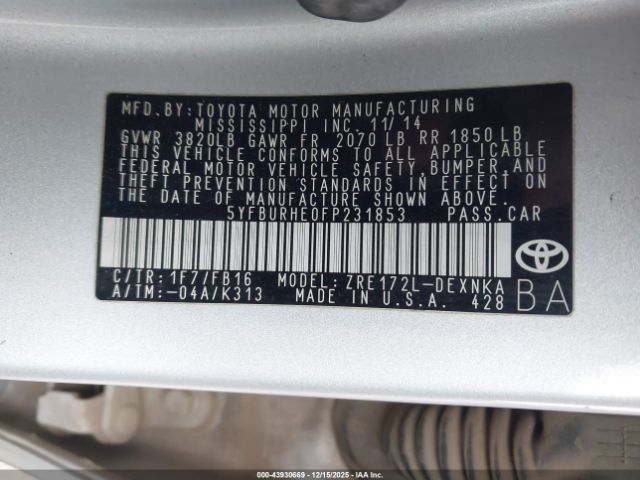 MFD. BY: TOYOTA MOTOR MANUFACTURING
MISSISSIPPI INC. 11/14
GVWR 3820LB GAWR FR 2070 LB RR 1850 LB
THIS VEHICLE CONFORMS TO ALL APPLICABLE
FEDERAL MOTOR VEHICLE SAFETY, BUMPER, AND
THEFT PREVENTION STANDARDS IN EFFECT ON
THE DATE OF MANUFACTURE SHOWN ABOVE.
5YFBURHE0FP231853 PASS. CAR
C/TR: 1F7/FB16 MODEL: ZRE172L-DEXNKA
A/TM: -04A/K313 MADE IN U.S.A. 428
BA
000-43930669 12/15/2025 IAA Holdings, LLC